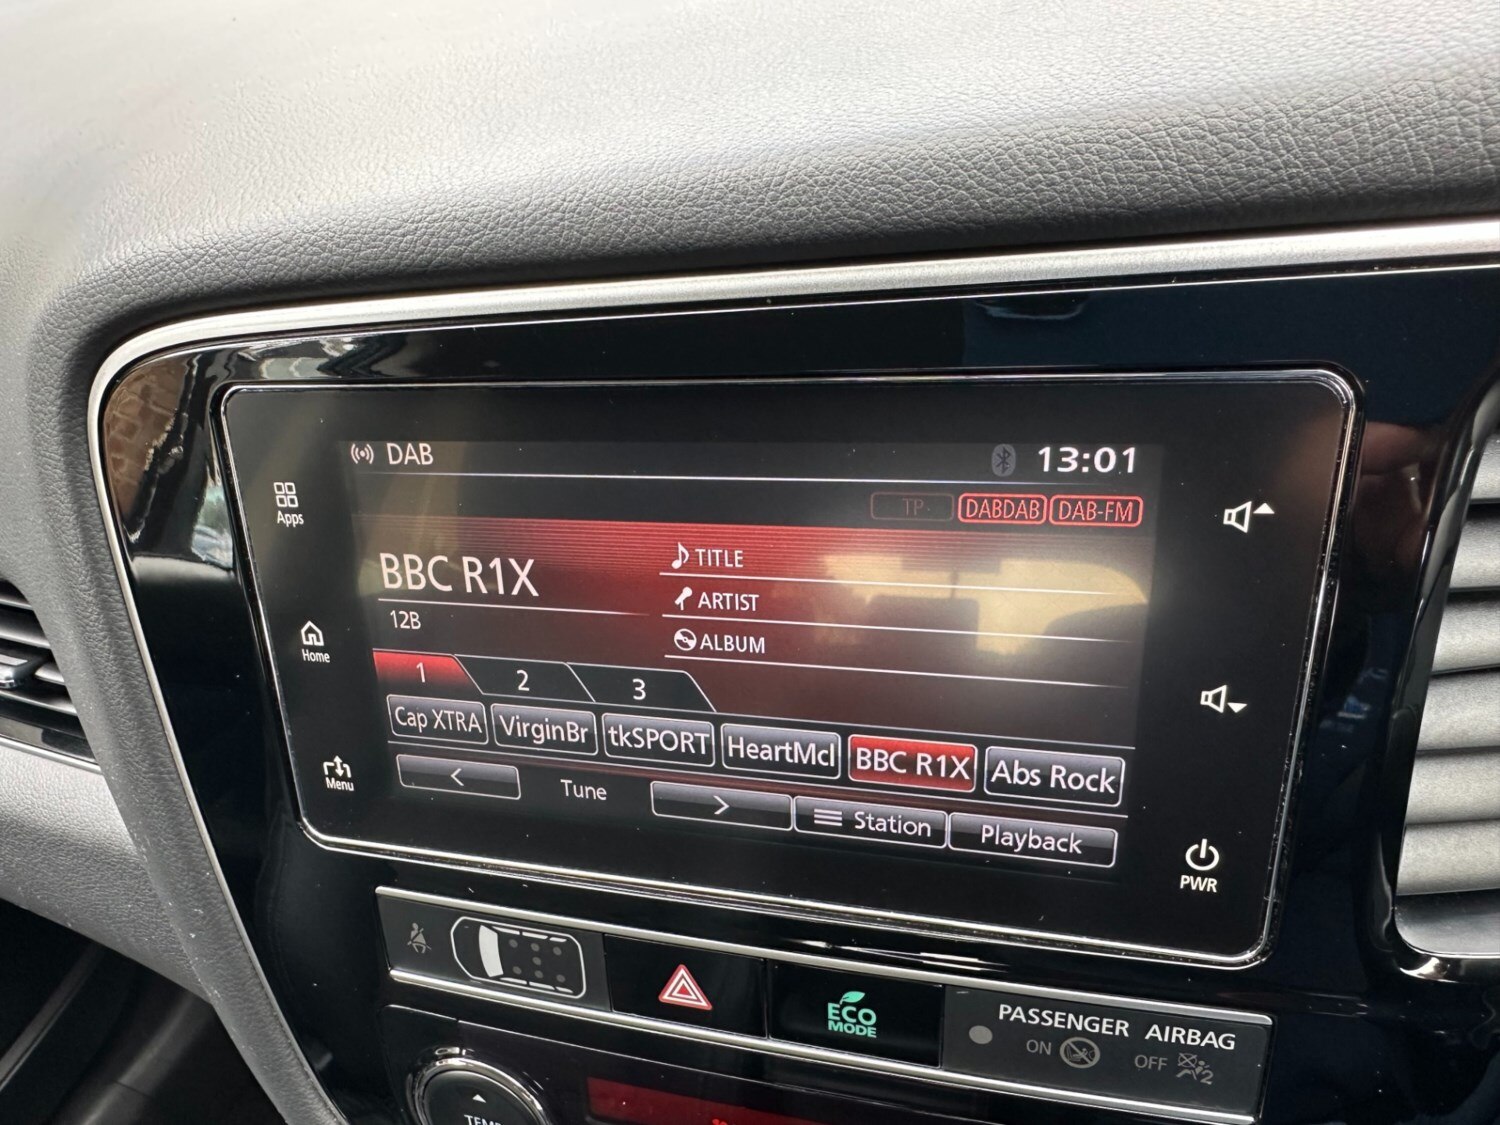 DAB
13:01
TP
DABDAB
DAB-FM
Apps
BBC R1X
TITLE
ARTIST
12B
ALBUM
Home
1
2
3
Cap XTRA
VirginBr
tkSPORT
HeartMcl
BBC R1X
Abs Rock
Menu
<
Tune
>
Station
Playback
PWR
ECO
MODE
PASSENGER AIRBAG
ON
OFF
2